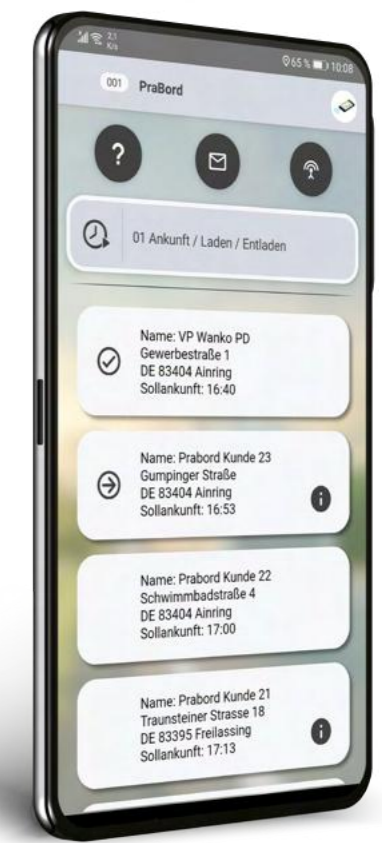 2,1
K/s
65 % 10:08
001 PraBord
?
01 Ankunft / Laden / Entladen
Name: VP Wanko PD
Gewerbestraße 1
DE 83404 Ainring
Sollankunft: 16:40
Name: Prabord Kunde 23
Gumpinger Straße
DE 83404 Ainring
Sollankunft: 16:53
Name: Prabord Kunde 22
Schwimmbadstraße 4
DE 83404 Ainring
Sollankunft: 17:00
Name: Prabord Kunde 21
Traunsteiner Strasse 18
DE 83395 Freilassing
Sollankunft: 17:13